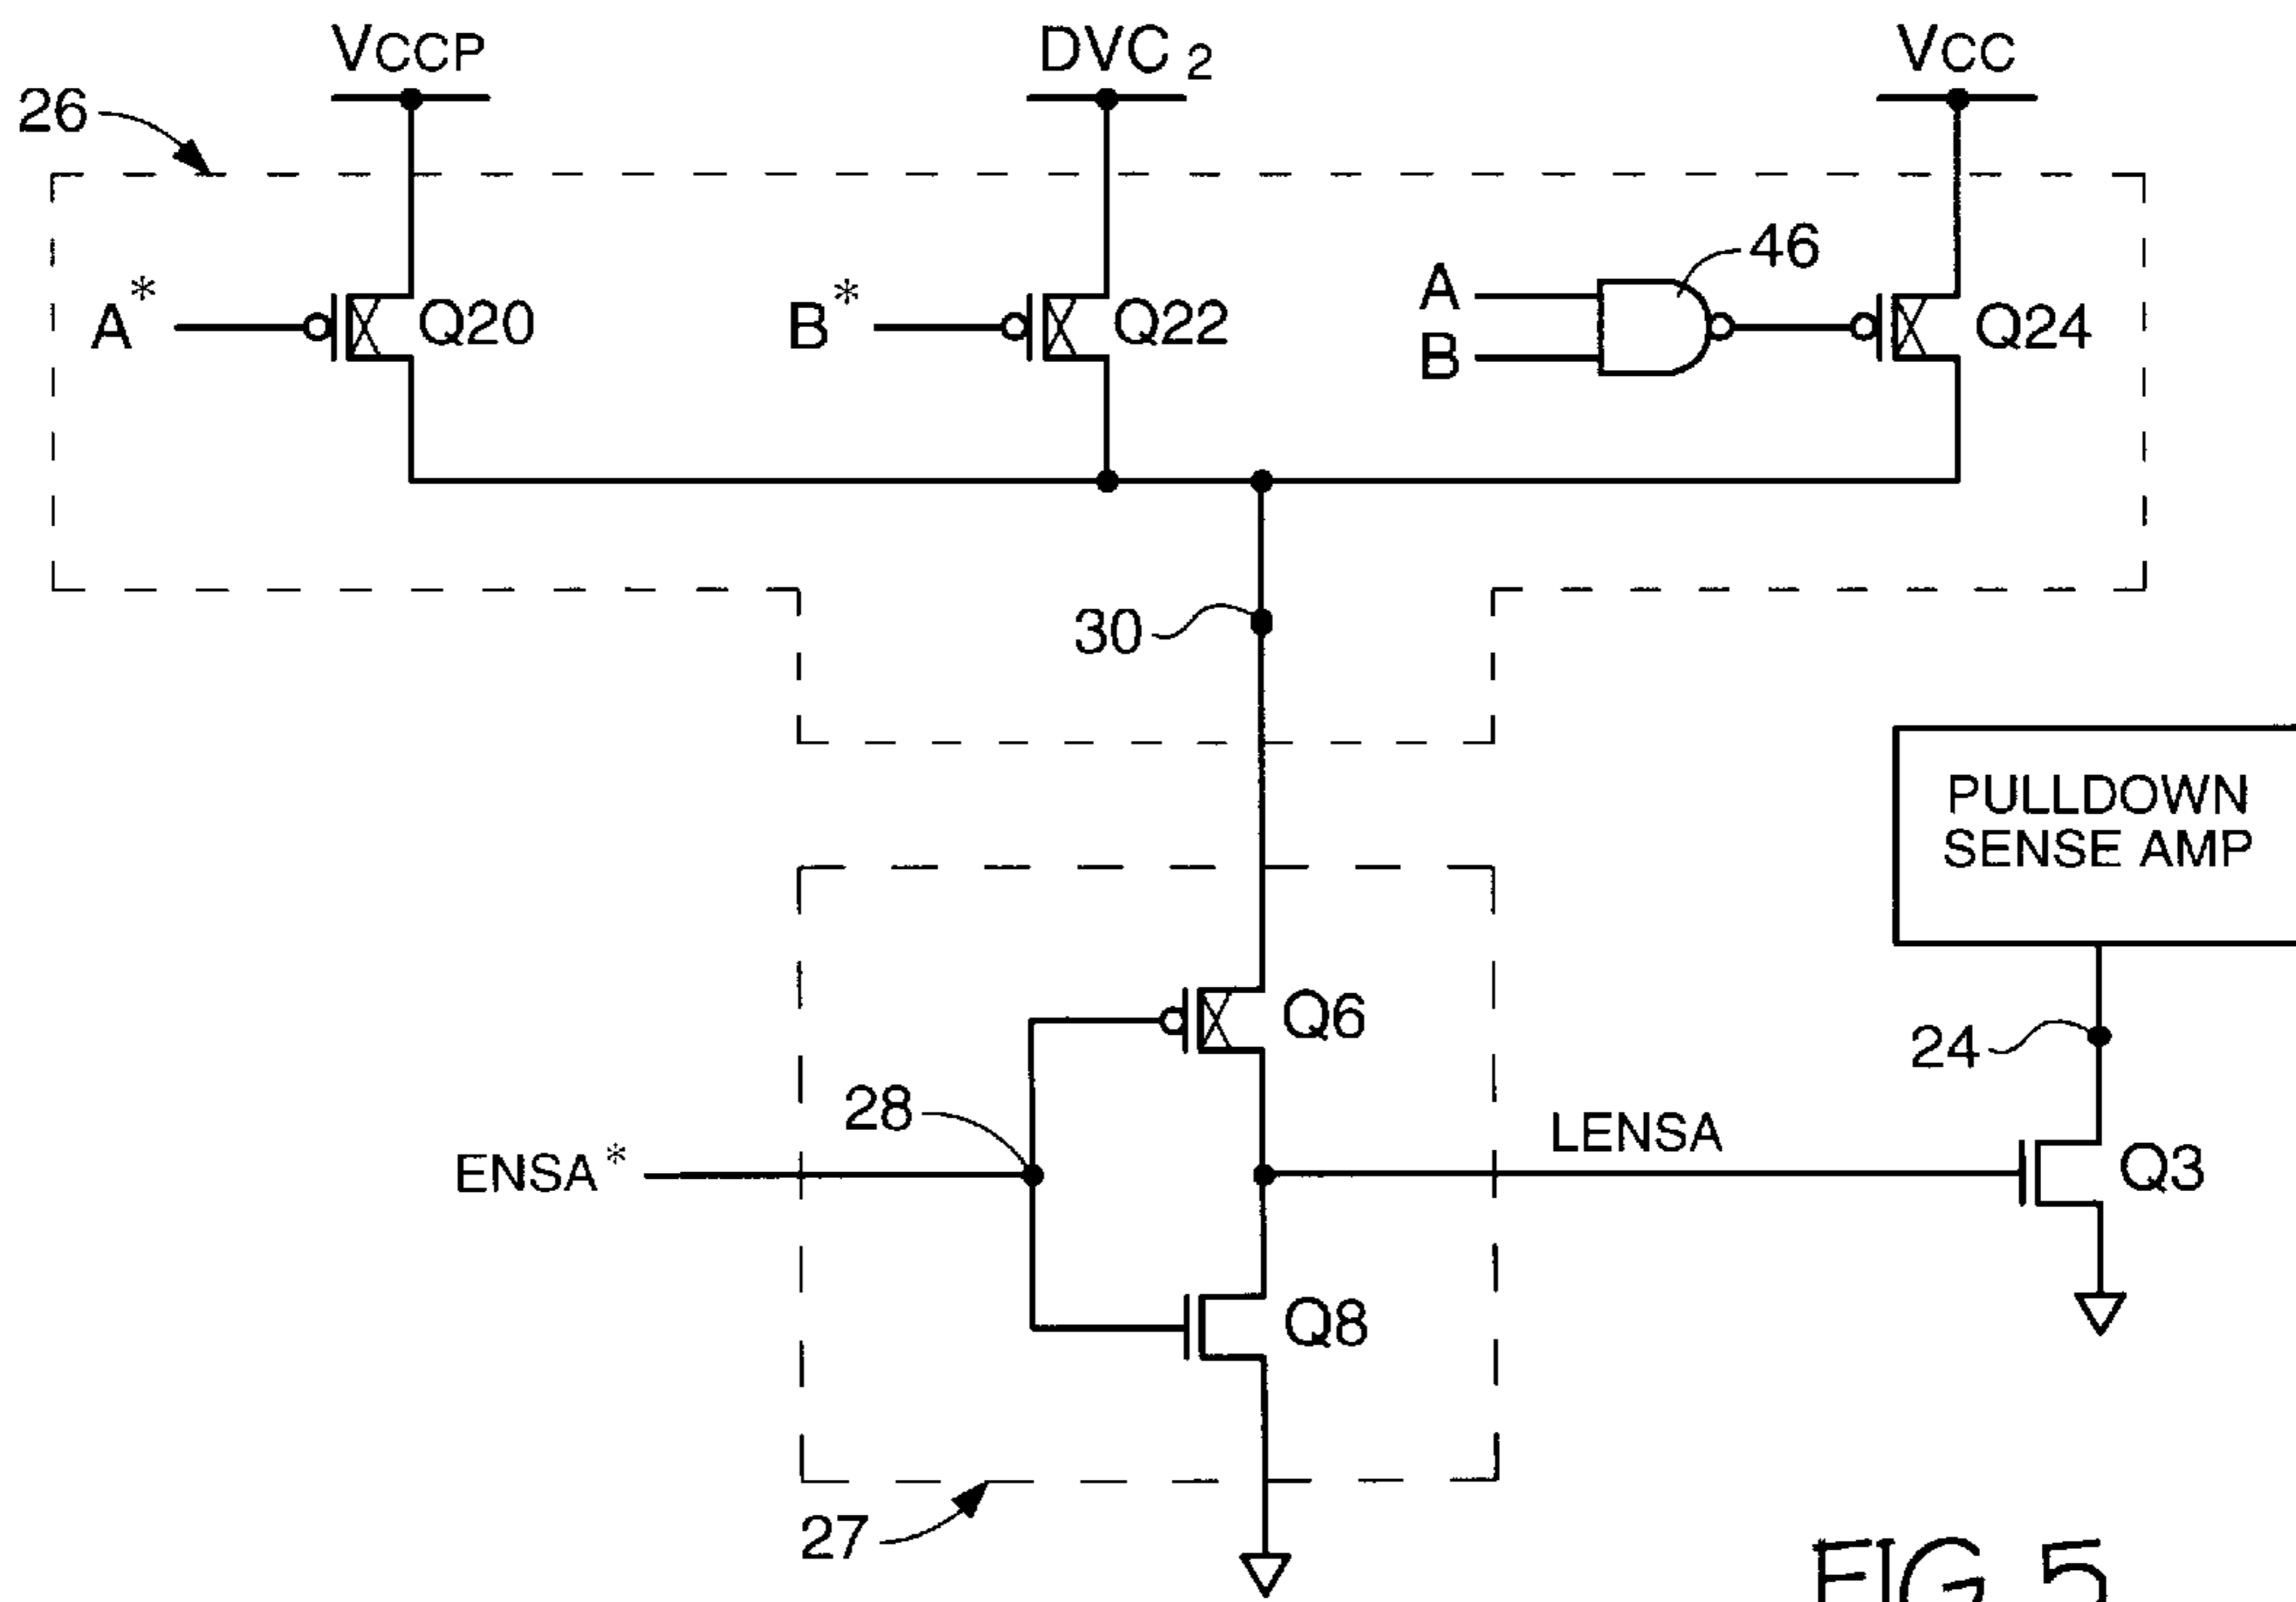 VCCP
DVC 2
VCC
26
A*
Q20
B*
Q22
A
B
46
Q24
30
PULLDOWN
SENSE AMP
Q6
24
28
ENSA*
LENSA
Q3
Q8
27
FIG 5